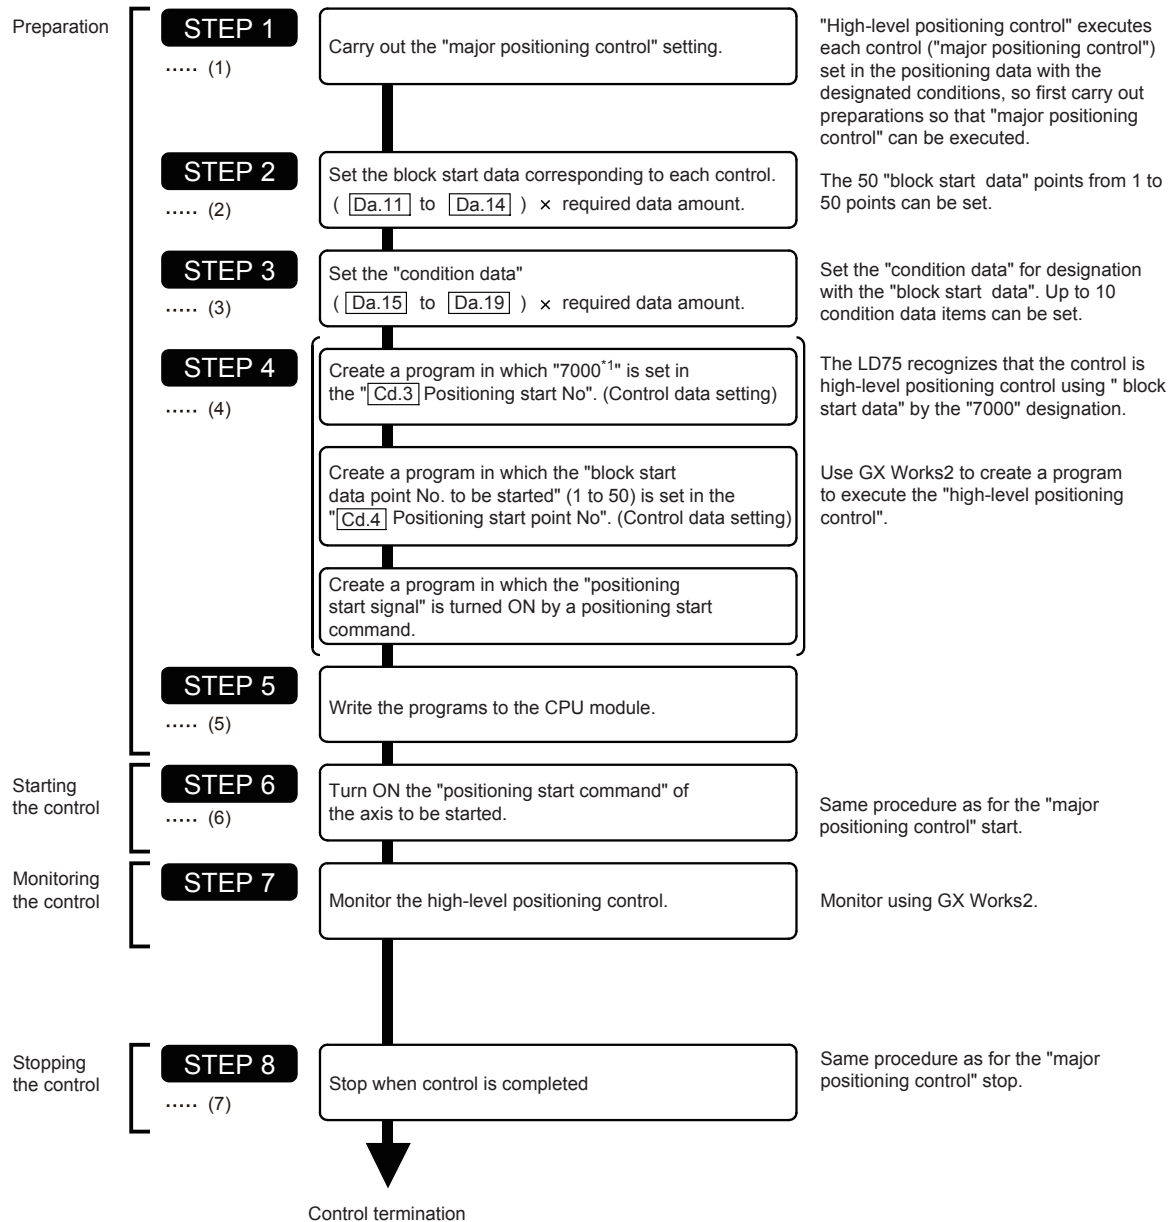 Preparation
STEP 1
..... (1)
Carry out the "major positioning control" setting.
"High-level positioning control" executes
each control ("major positioning control")
set in the positioning data with the
designated conditions, so first carry out
preparations so that "major positioning
control" can be executed.
STEP 2
..... (2)
Set the block start data corresponding to each control.
( Da.11 to Da.14 ) × required data amount.
The 50 "block start data" points from 1 to
50 points can be set.
STEP 3
..... (3)
Set the "condition data"
( Da.15 to Da.19 ) × required data amount.
Set the "condition data" for designation
with the "block start data". Up to 10
condition data items can be set.
STEP 4
..... (4)
Create a program in which "7000*1" is set in
the "Cd.3 Positioning start No". (Control data setting)
The LD75 recognizes that the control is
high-level positioning control using " block
start data" by the "7000" designation.
Create a program in which the "block start
data point No. to be started" (1 to 50) is set in the
"Cd.4 Positioning start point No". (Control data setting)
Use GX Works2 to create a program
to execute the "high-level positioning
control".
Create a program in which the "positioning
start signal" is turned ON by a positioning start
command.
STEP 5
..... (5)
Write the programs to the CPU module.
Starting
the control
STEP 6
..... (6)
Turn ON the "positioning start command" of
the axis to be started.
Same procedure as for the "major
positioning control" start.
Monitoring
the control
STEP 7
Monitor the high-level positioning control.
Monitor using GX Works2.
Stopping
the control
STEP 8
..... (7)
Stop when control is completed
Same procedure as for the "major
positioning control" stop.
Control termination